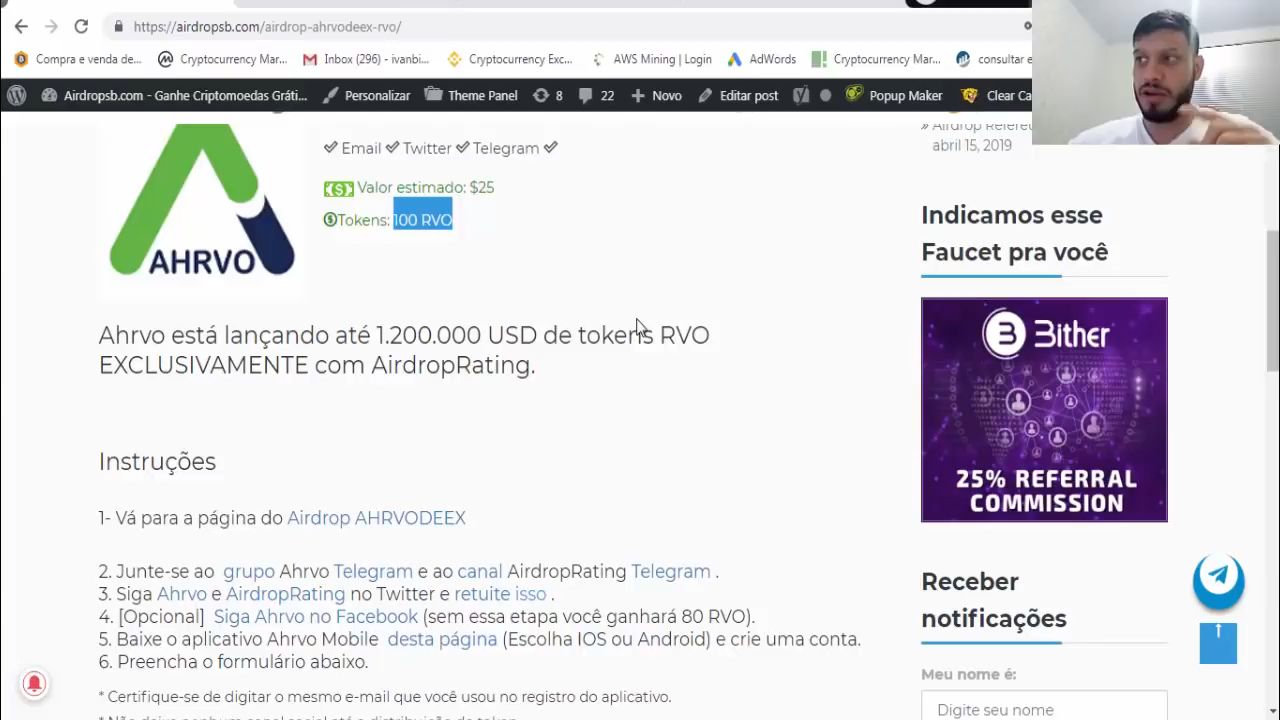 https://airdropsb.com/airdrop-ahrvodeex-rvo/
Compra e venda de... Cryptocurrency Mar... Inbox (296) - ivanbi... Cryptocurrency Exc... AWS Mining | Login AdWords Cryptocurrency Mar... consultar e
Airdropsb.com - Ganhe Criptomoedas Gráti... Personalizar Theme Panel 8 22 Novo Editar post Popup Maker Clear Ca
Email Twitter Telegram
Valor estimado: $25
Tokens: 100 RVO
AHRVO
Ahrvo está lançando até 1.200.000 USD de tokens RVO
EXCLUSIVAMENTE com AirdropRating.
Instruções
1- Vá para a página do Airdrop AHRVODEEX
2. Junte-se ao grupo Ahrvo Telegram e ao canal AirdropRating Telegram .
3. Siga Ahrvo e AirdropRating no Twitter e retuite isso .
4. [Opcional] Siga Ahrvo no Facebook (sem essa etapa você ganhará 80 RVO).
5. Baixe o aplicativo AhrvoMobile desta página (Escolha IOS ou Android) e crie uma conta.
6. Preencha o formulário abaixo.
* Certifique-se de digitar o mesmo e-mail que você usou no registro do aplicativo.
» Airdrop Refere
abril 15, 2019
Indicamos esse
Faucet pra você
Bither
25% REFERRAL
COMMISSION
Receber
notificações
Meu nome é:
Digite seu nome